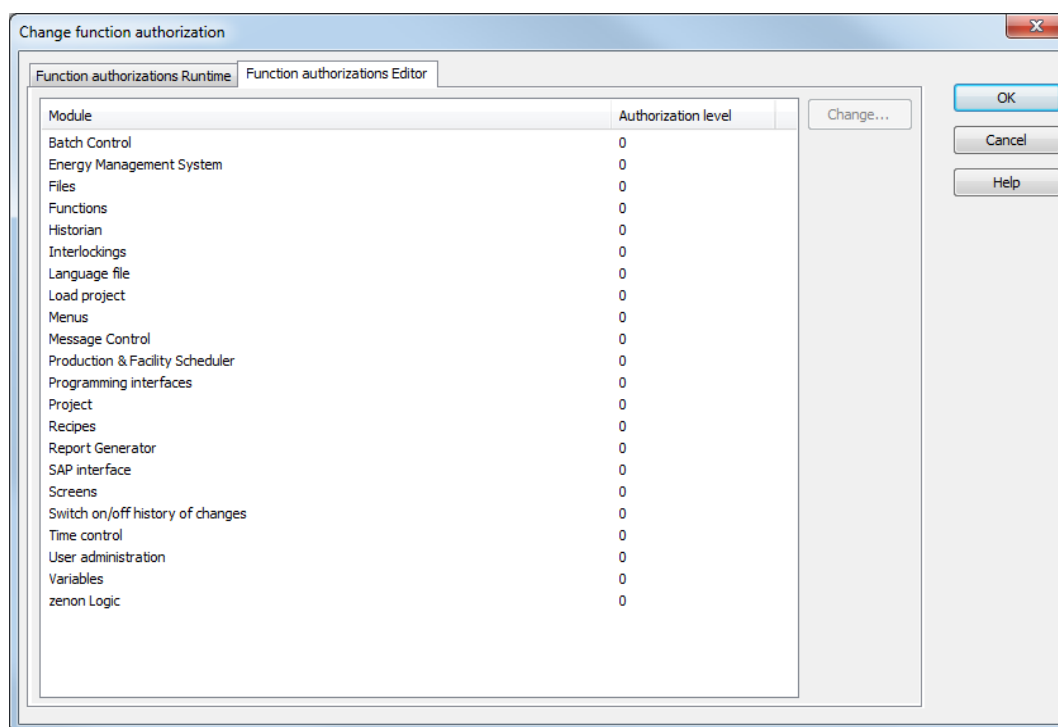 Change function authorization
Function authorizations Runtime Function authorizations Editor
Module Authorization level Change... OK
Batch Control 0 Cancel
Energy Management System 0
Files 0 Help
Functions 0
Historian 0
Interlockings 0
Language file 0
Load project 0
Menus 0
Message Control 0
Production & Facility Scheduler 0
Programming interfaces 0
Project 0
Recipes 0
Report Generator 0
SAP interface 0
Screens 0
Switch on/off history of changes 0
Time control 0
User administration 0
Variables 0
zenon Logic 0